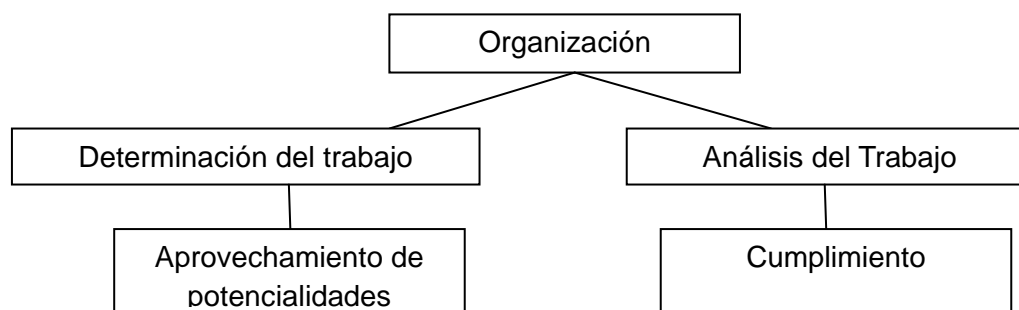 Organización
Determinación del trabajo
Análisis del Trabajo
Aprovechamiento de
potencialidades
Cumplimiento